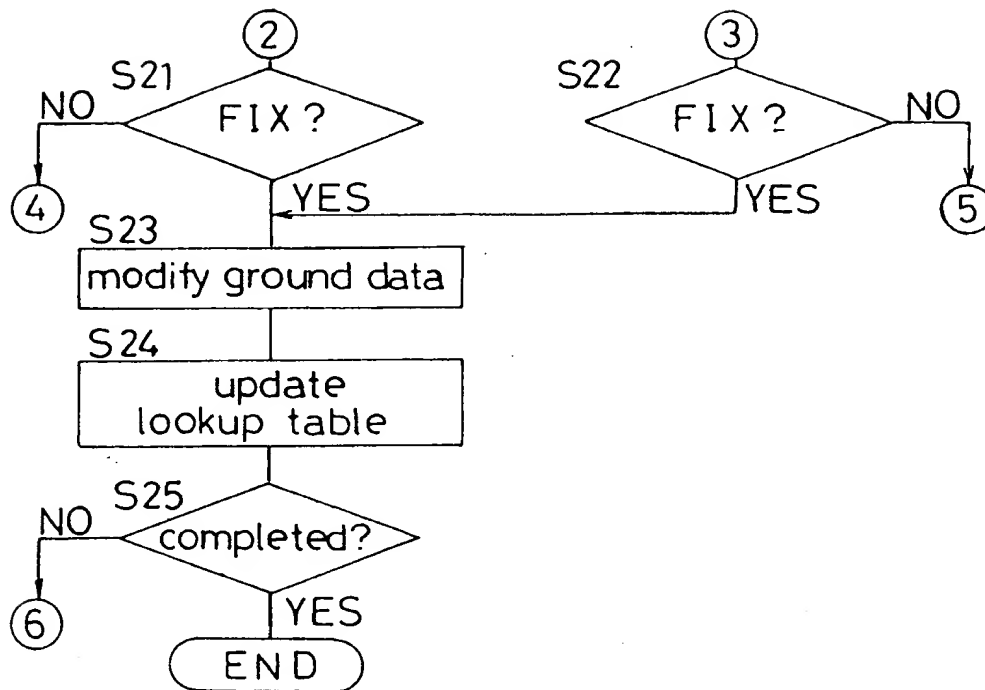 2
3
S21
S22
NO
FIX?
FIX?
NO
4
YES
YES
5
S23
modify ground data
S24
update
lookup table
S25
NO
completed?
6
YES
END